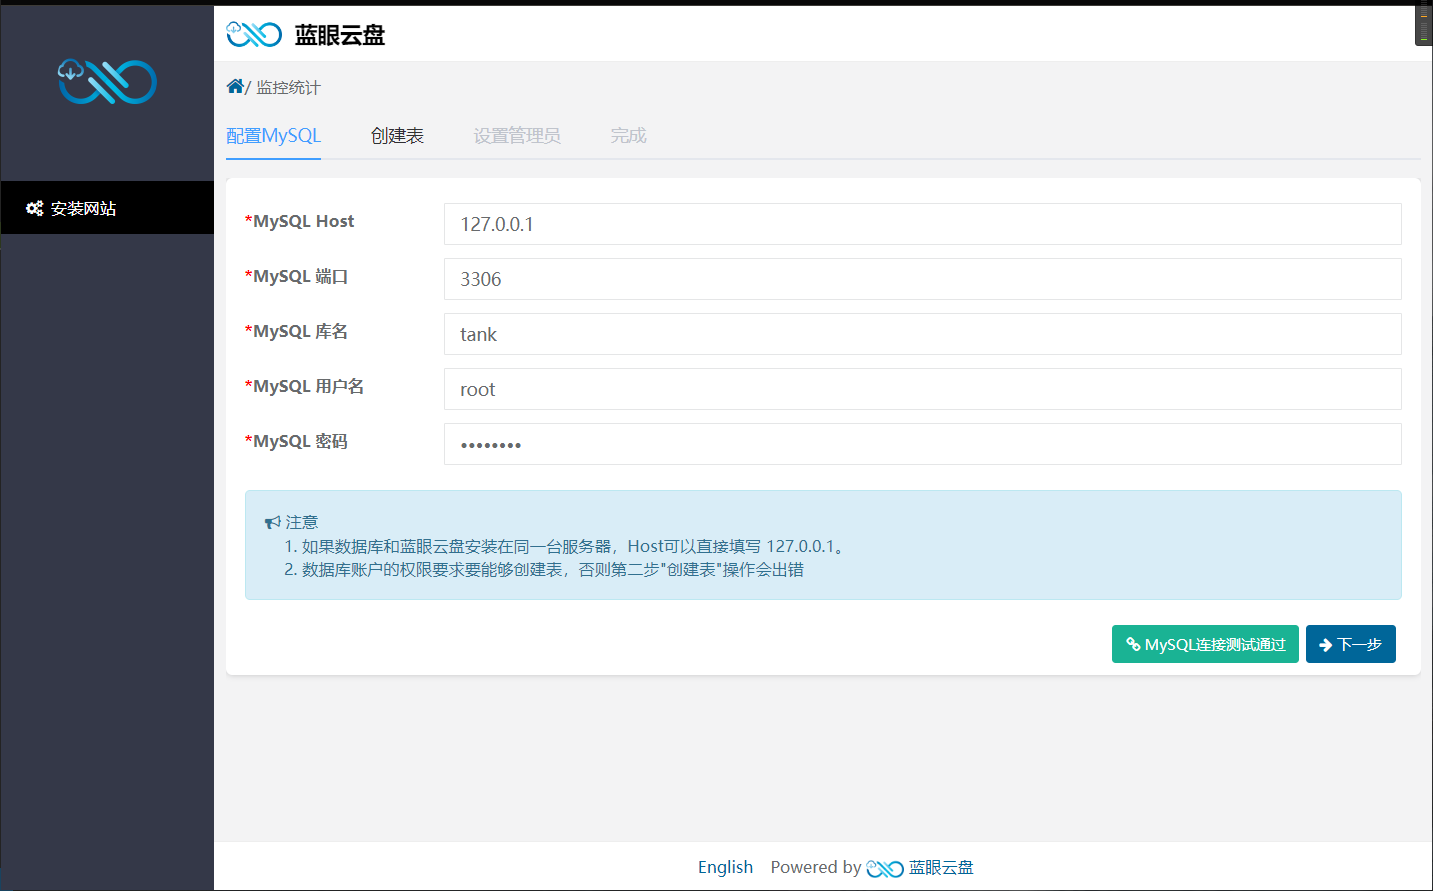 蓝眼云盘
/ 监控统计
配置MySQL 创建表 设置管理员 完成
安装网站
*MySQL Host 127.0.0.1
*MySQL 端口 3306
*MySQL 库名 tank
*MySQL 用户名 root
*MySQL 密码 ••••••••
注意
1. 如果数据库和蓝眼云盘安装在同一台服务器，Host可以直接填写 127.0.0.1。
2. 数据库账户的权限要求要能够创建表，否则第二步"创建表"操作会出错
MySQL连接测试通过 下一步
English Powered by 蓝眼云盘